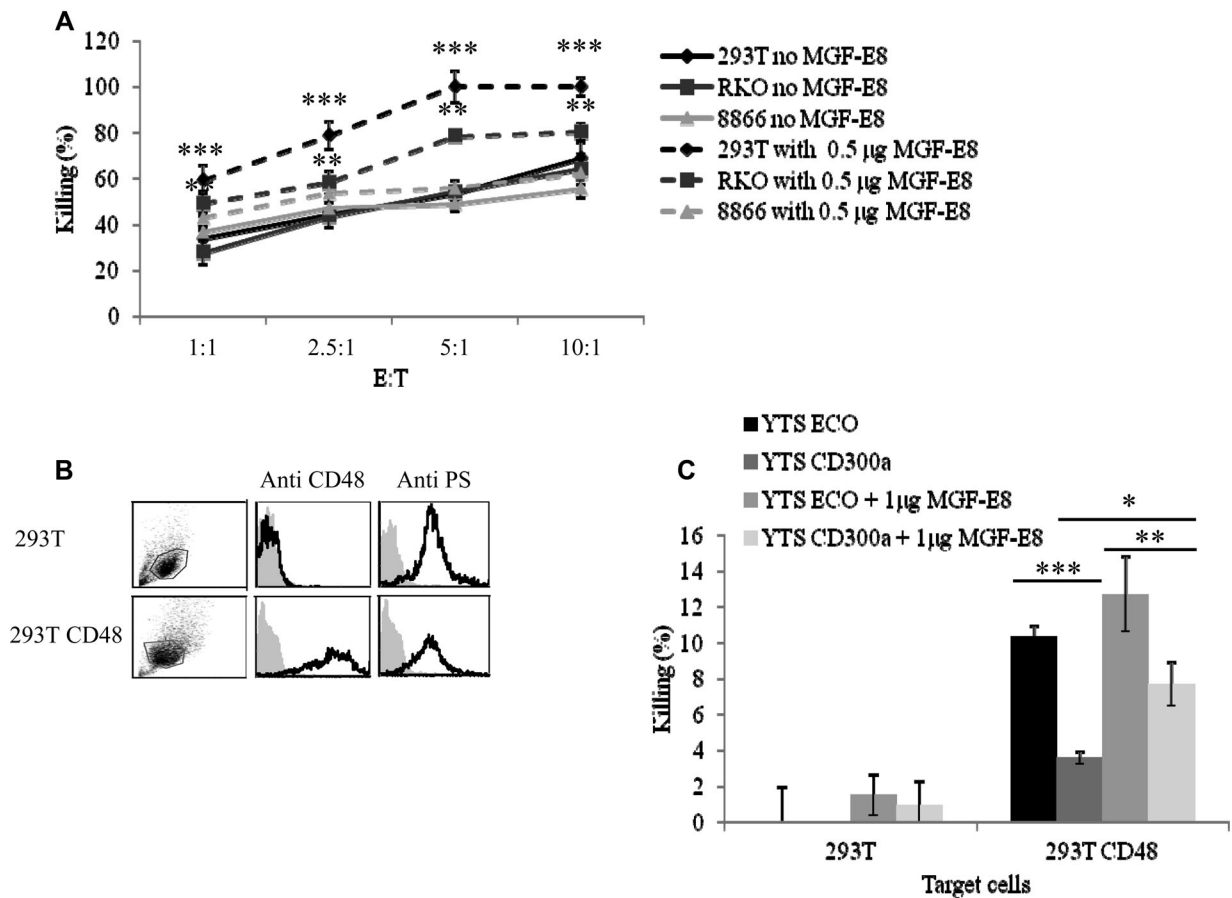 A
120
100
80
60
40
20
0
Killing (%)
***
***
***
***
**
**
**
**
1:1
2.5:1
5:1
10:1
E:T
293T no MGF-E8
RKO no MGF-E8
8866 no MGF-E8
293T with 0.5 µg MGF-E8
RKO with 0.5 µg MGF-E8
8866 with 0.5 µg MGF-E8
B
Anti CD48
Anti PS
293T
293T CD48
C
YTS ECO
YTS CD300a
YTS ECO + 1µg MGF-E8
YTS CD300a + 1µg MGF-E8
16
14
12
10
8
6
4
2
0
Killing (%)
*
**
***
293T
293T CD48
Target cells